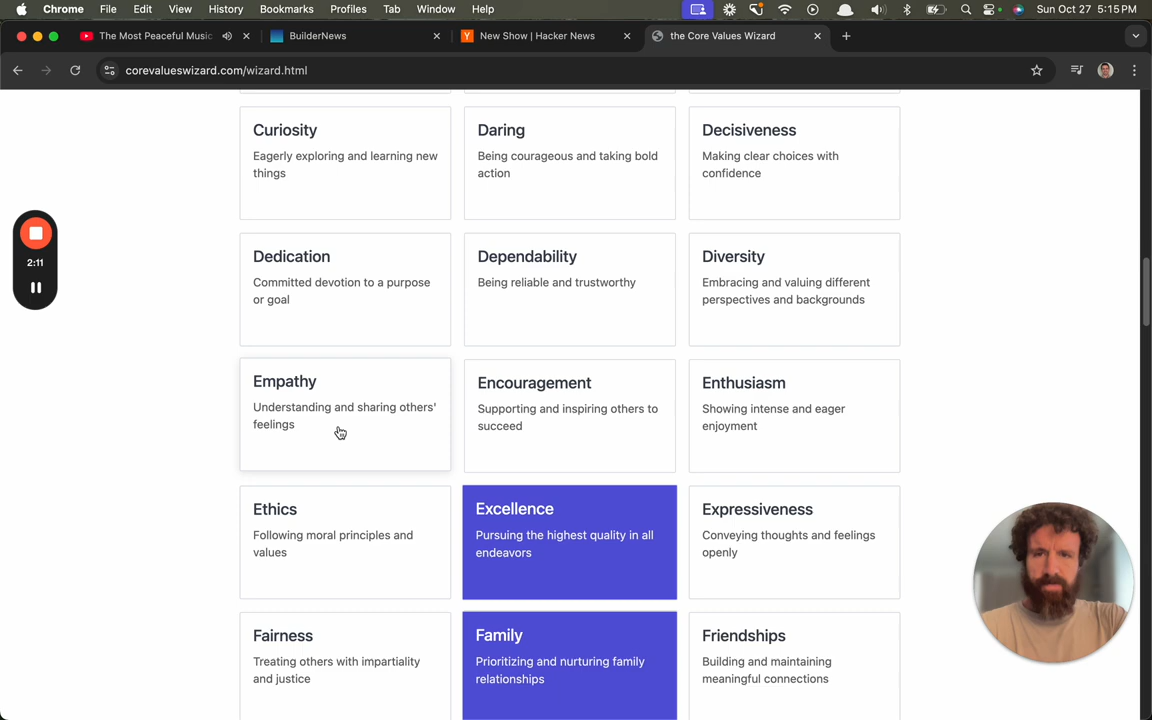 Chrome File Edit View History Bookmarks Profiles Tab Window Help Sun Oct 27 5:15 PM
The Most Peaceful Music BuilderNews New Show | Hacker News the Core Values Wizard
corevalueswizard.com/wizard.html
Curiosity
Eagerly exploring and learning new
things
Daring
Being courageous and taking bold
action
Decisiveness
Making clear choices with
confidence
2:11
Dedication
Committed devotion to a purpose
or goal
Dependability
Being reliable and trustworthy
Diversity
Embracing and valuing different
perspectives and backgrounds
Empathy
Understanding and sharing others'
feelings
Encouragement
Supporting and inspiring others to
succeed
Enthusiasm
Showing intense and eager
enjoyment
Ethics
Following moral principles and
values
Excellence
Pursuing the highest quality in all
endeavors
Expressiveness
Conveying thoughts and feelings
openly
Fairness
Treating others with impartiality
and justice
Family
Prioritizing and nurturing family
relationships
Friendships
Building and maintaining
meaningful connections